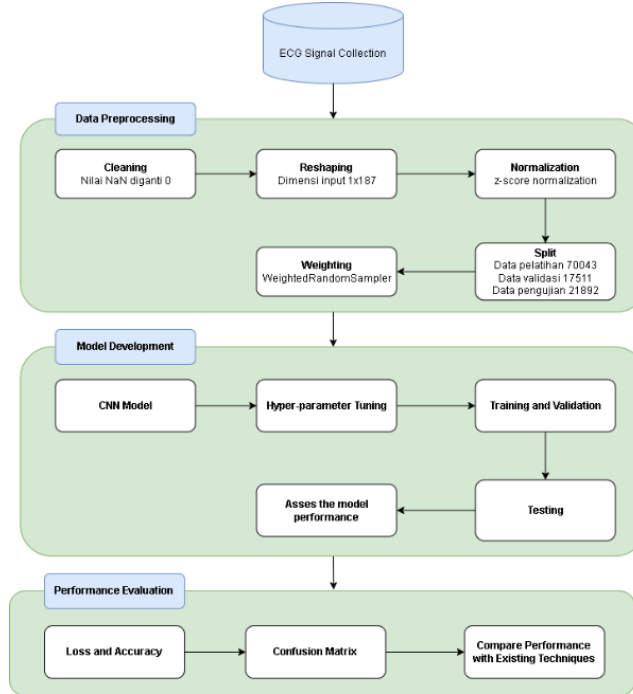 ECG Signal Collection
Data Preprocessing
Cleaning
Nilai NaN diganti 0
Reshaping
Dimensi input 1x187
Normalization
z-score normalization
Split
Data pelatihan 70043
Data validasi 17511
Data pengujian 21892
Weighting
WeightedRandomSampler
Model Development
CNN Model
Hyper-parameter Tuning
Training and Validation
Testing
Asses the model
performance
Performance Evaluation
Loss and Accuracy
Confusion Matrix
Compare Performance
with Existing Techniques